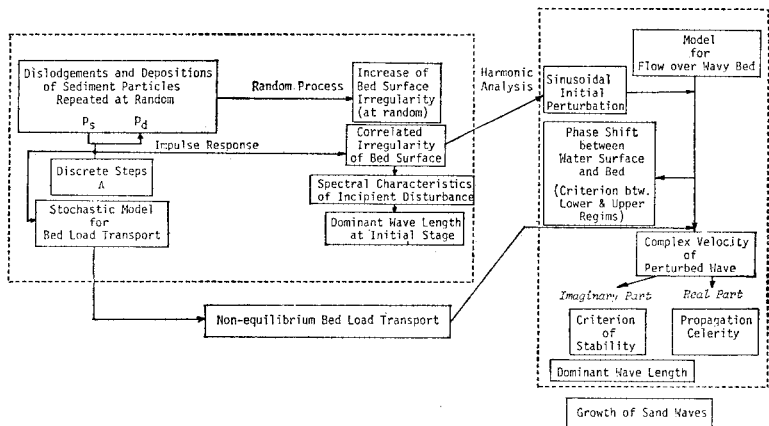 Dislodgements and Depositions
of Sediment Particles
Repeated at Random
Ps Pd
Random Process
Increase of
Bed Surface
Irregularity
(at random)
Impulse Response
Correlated
Irregularity
of Bed Surface
Discrete Steps
Λ
Stochastic Model
for
Bed Load Transport
Spectral Characteristics
of Incipient Disturbance
Dominant Wave Length
at Initial Stage
Non-equilibrium Bed Load Transport
Harmonic
Analysis
Sinusoidal
Initial
Perturbation
Model
for
Flow over Wavy Bed
Phase Shift
between
Water Surface
and Bed
(Criterion btw.
Lower & Upper
Regims)
Complex Velocity
of
Perturbed Wave
Imaginary Part
Real Part
Criterion
of
Stability
Propagation
Celerity
Dominant Wave Length
Growth of Sand Waves